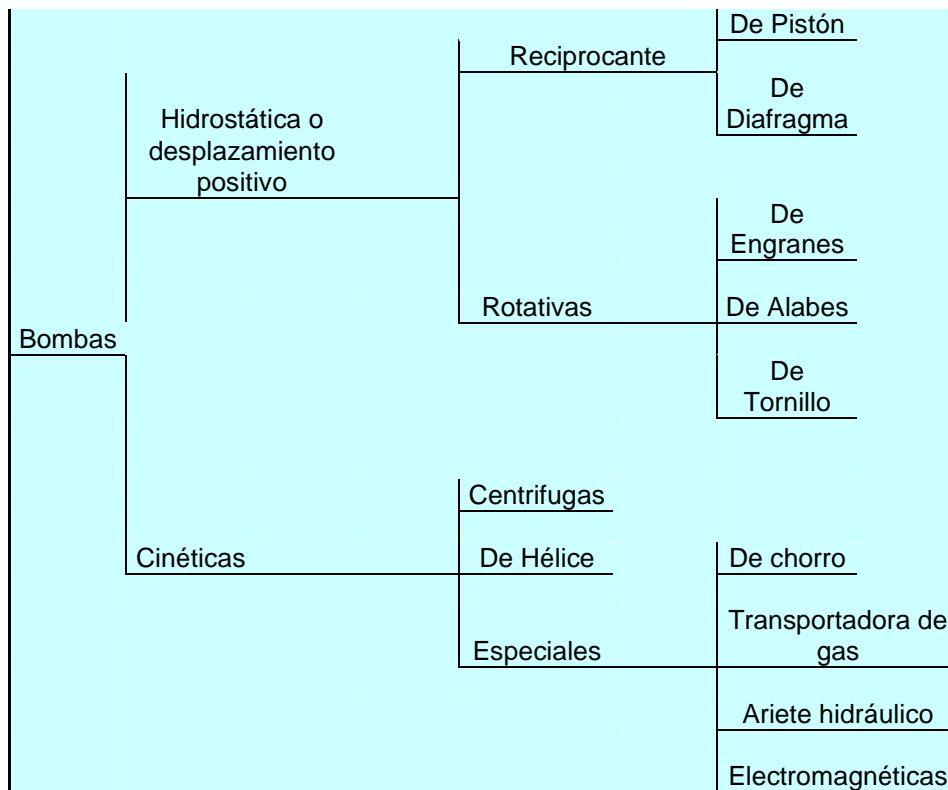 De Pistón
Reciprocante
De
Diafragma
Hidrostática o
desplazamiento
positivo
De
Engranes
Rotativas
De Alabes
Bombas
De
Tornillo
Centrifugas
Cinéticas
De Hélice
De chorro
Transportadora de
gas
Especiales
Ariete hidráulico
Electromagnéticas